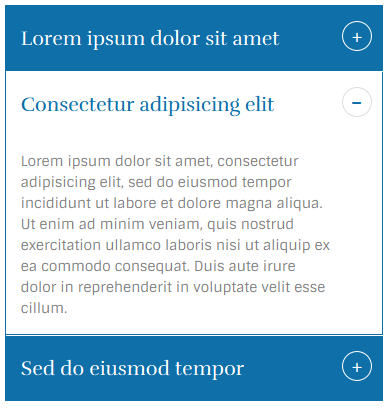 Lorem ipsum dolor sit amet
+
Consectetur adipisicing elit
−
Lorem ipsum dolor sit amet, consectetur
adipisicing elit, sed do eiusmod tempor
incididunt ut labore et dolore magna aliqua.
Ut enim ad minim veniam, quis nostrud
exercitation ullamco laboris nisi ut aliquip ex
ea commodo consequat. Duis aute irure
dolor in reprehenderit in voluptate velit esse
cillum.
Sed do eiusmod tempor
+